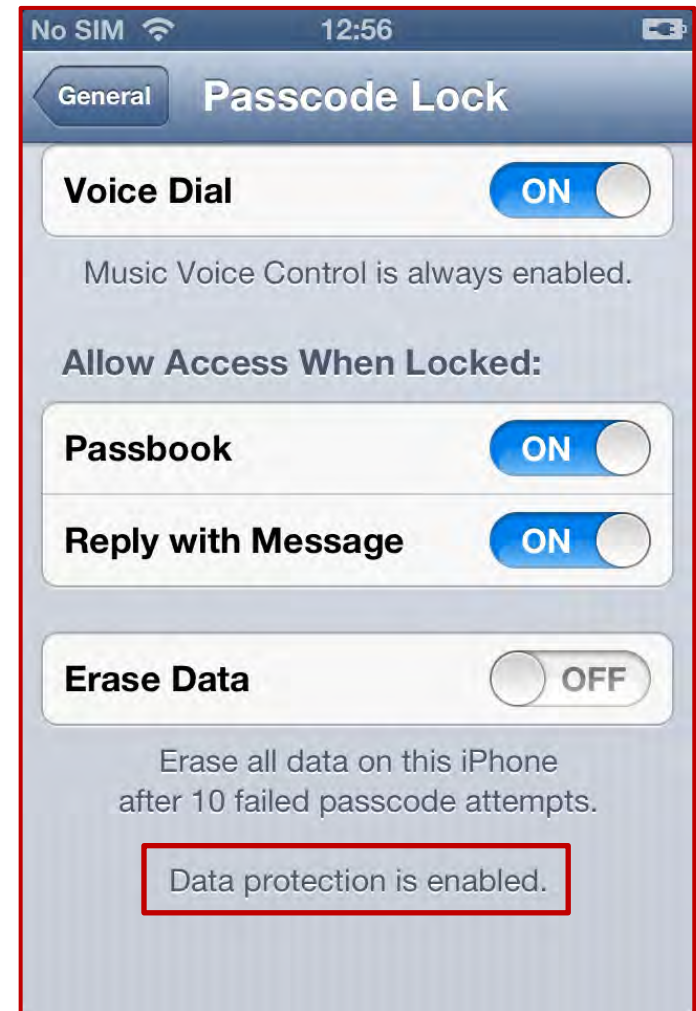 No SIM 12:56
General Passcode Lock
Voice Dial ON
Music Voice Control is always enabled.
Allow Access When Locked:
Passbook ON
Reply with Message ON
Erase Data OFF
Erase all data on this iPhone
after 10 failed passcode attempts.
Data protection is enabled.